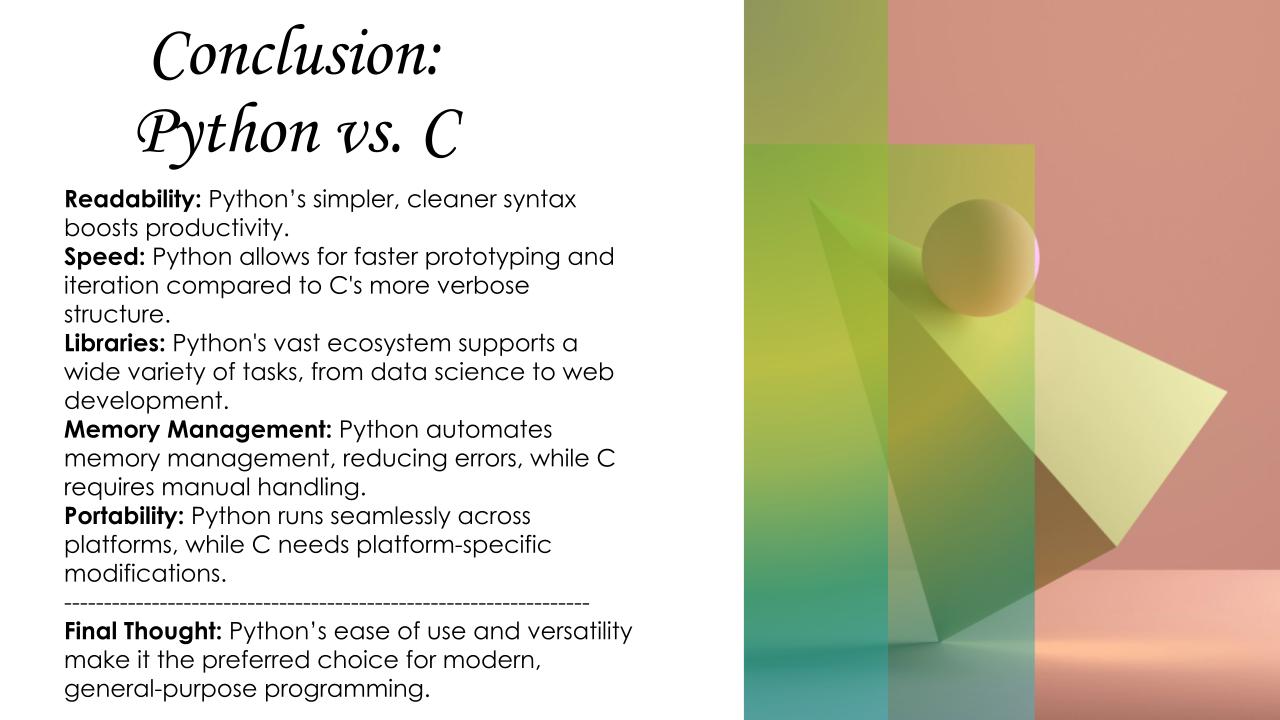 Conclusion:
Python vs. C
Readability: Python’s simpler, cleaner syntax
boosts productivity.
Speed: Python allows for faster prototyping and
iteration compared to C's more verbose
structure.
Libraries: Python's vast ecosystem supports a
wide variety of tasks, from data science to web
development.
Memory Management: Python automates
memory management, reducing errors, while C
requires manual handling.
Portability: Python runs seamlessly across
platforms, while C needs platform-specific
modifications.
------------------------------------------------------------------
Final Thought: Python’s ease of use and versatility
make it the preferred choice for modern,
general-purpose programming.